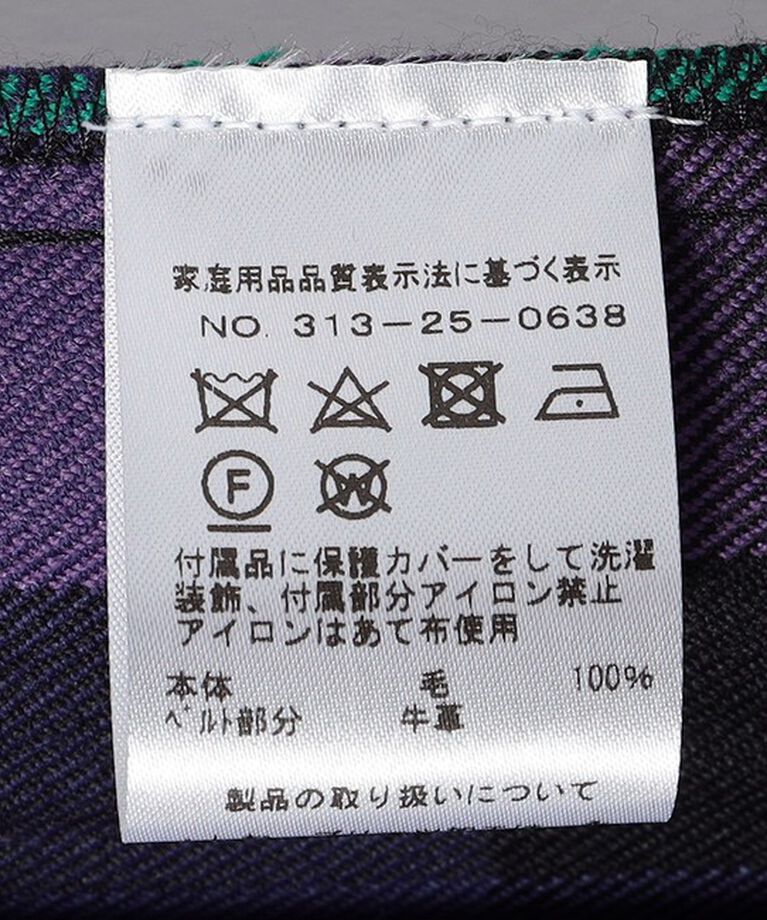 家庭用品品質表示法に基づく表示
NO. 313-25-0638
F
W
付属品に保護カバーをして洗濯
装飾、付属部分アイロン禁止
アイロンはあて布使用
本体 毛 100%
ベルト部分 牛革
製品の取り扱いについて